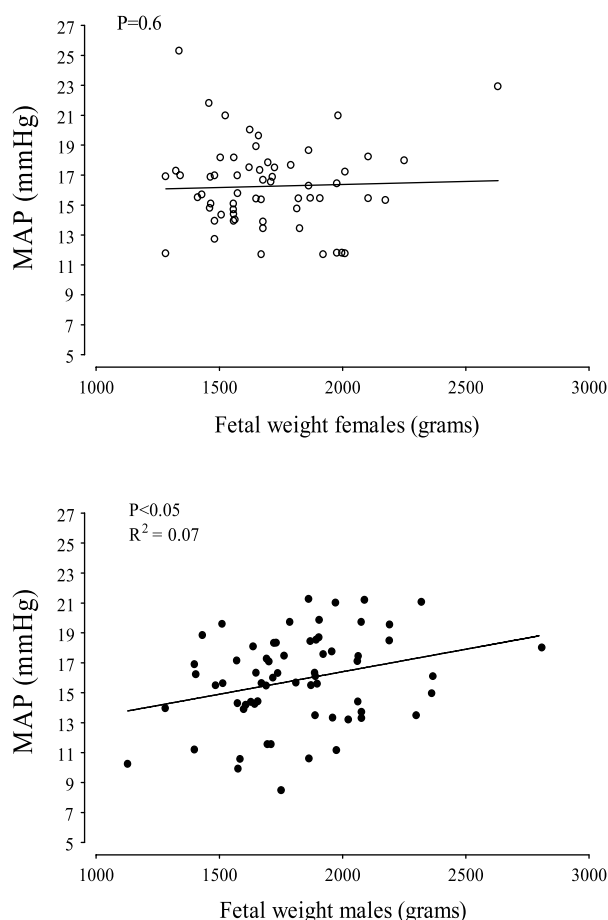 P=0.6
27
25
23
21
19
17
15
13
11
9
7
5
MAP (mmHg)
1000 1500 2000 2500 3000
Fetal weight females (grams)
P<0.05
R² = 0.07
27
25
23
21
19
17
15
13
11
9
7
5
MAP (mmHg)
1000 1500 2000 2500 3000
Fetal weight males (grams)